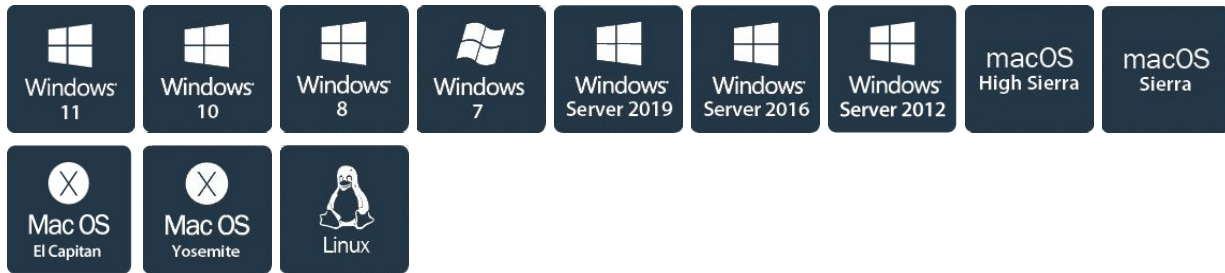 Windows
11
Windows
10
Windows
8
Windows
7
Windows
Server 2019
Windows
Server 2016
Windows
Server 2012
macOS
High Sierra
macOS
Sierra
X
Mac OS
El Capitan
X
Mac OS
Yosemite
Linux